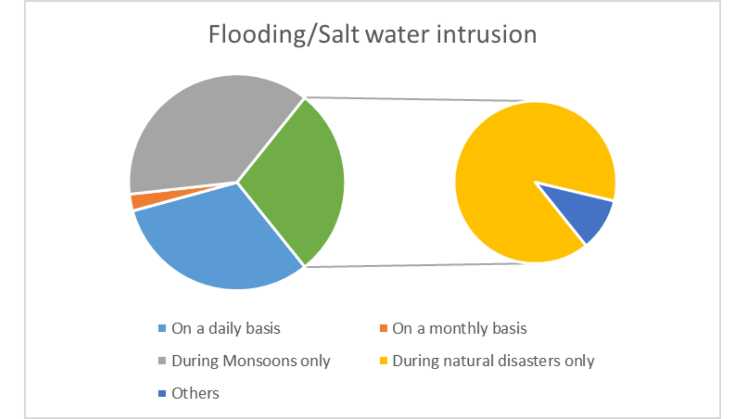 Flooding/Salt water intrusion
On a daily basis
On a monthly basis
During Monsoons only
During natural disasters only
Others